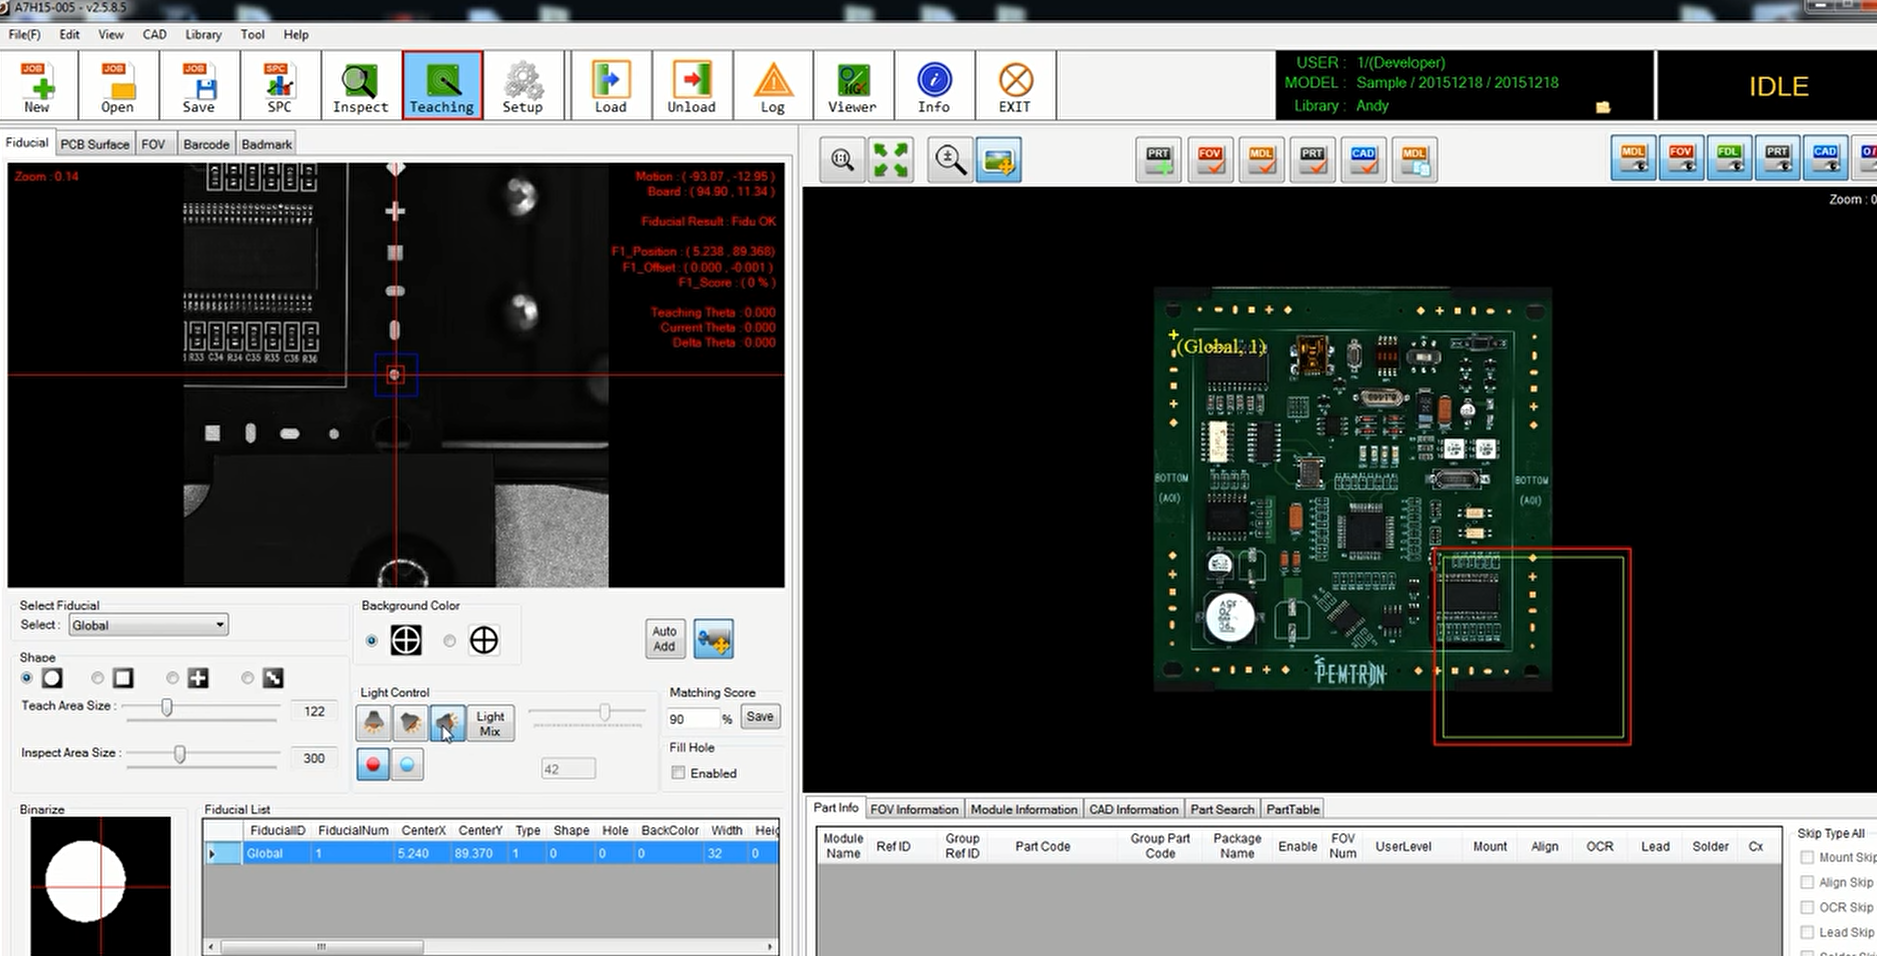 A7H15-005 - v2.5.8.5
File(F) Edit View CAD Library Tool Help
JOB JOB JOB SPC
New Open Save SPC Inspect Teaching Setup Load Unload Log Viewer Info EXIT
USER : 1/(Developer)
MODEL : Sample / 20151218 / 20151218
Library : Andy
IDLE
Fiducial PCB Surface FOV Barcode Badmark
Zoom : 0.14
Motion : ( -93.07 , -12.95 )
Board : ( 94.90 , 11.34 )
Fiducial Result : Fidu OK
F1_Position : ( 5.238 , 89.368)
F1_Offset : ( 0.000 , -0.001 )
F1_Score : ( 0 % )
Teaching Theta : 0.000
Current Theta : 0.000
Delta Theta : 0.000
R33 C34 R34 C35 R35 C36 R36
1:1 PRT FOV MDL PRT CAD MDL
MDL FOV FDL PRT CAD
Zoom : 0
(Global, 1)
BOTTOM
(AOI)
BOTTOM
(AOI)
PEMTRON
Select Fiducial
Select : Global
Background Color
Auto
Add
Shape
Teach Area Size : 122
Inspect Area Size : 300
Light Control
Light
Mix
42
Matching Score
90 % Save
Fill Hole
Enabled
Binarize
Fiducial List
FiducialID FiducialNum CenterX CenterY Type Shape Hole BackColor Width Heig
Global 1 5.240 89.370 1 0 0 0 32 0
Part Info FOV Information Module Information CAD Information Part Search PartTable
Module Name Ref ID Group Ref ID Part Code Group Part Code Package Name Enable FOV Num UserLevel Mount Align OCR Lead Solder Cx
Skip Type All
Mount Skip
Align Skip
OCR Skip
Lead Skip